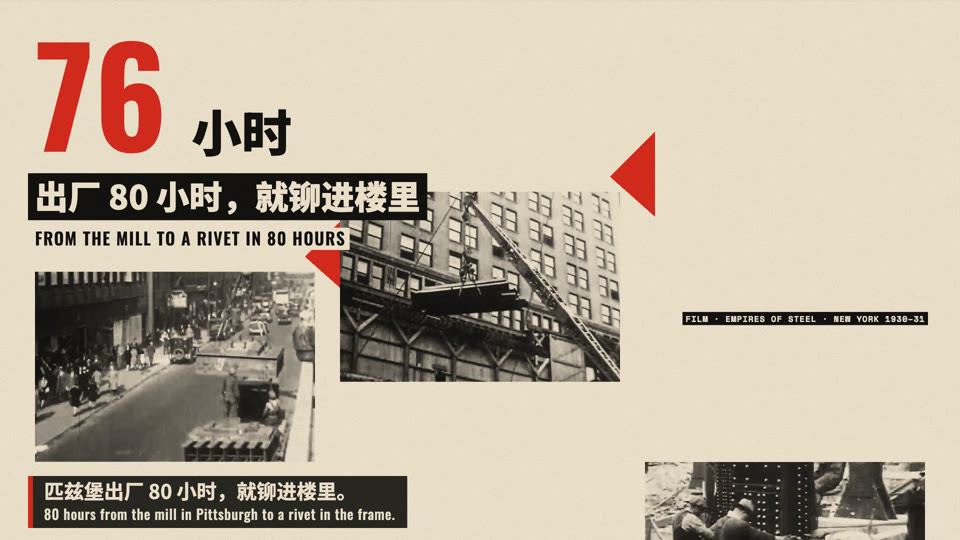 76 小时
出厂 80 小时，就铆进楼里
FROM THE MILL TO A RIVET IN 80 HOURS
FILM · EMPIRES OF STEEL · NEW YORK 1930–31
匹兹堡出厂 80 小时，就铆进楼里。
80 hours from the mill in Pittsburgh to a rivet in the frame.